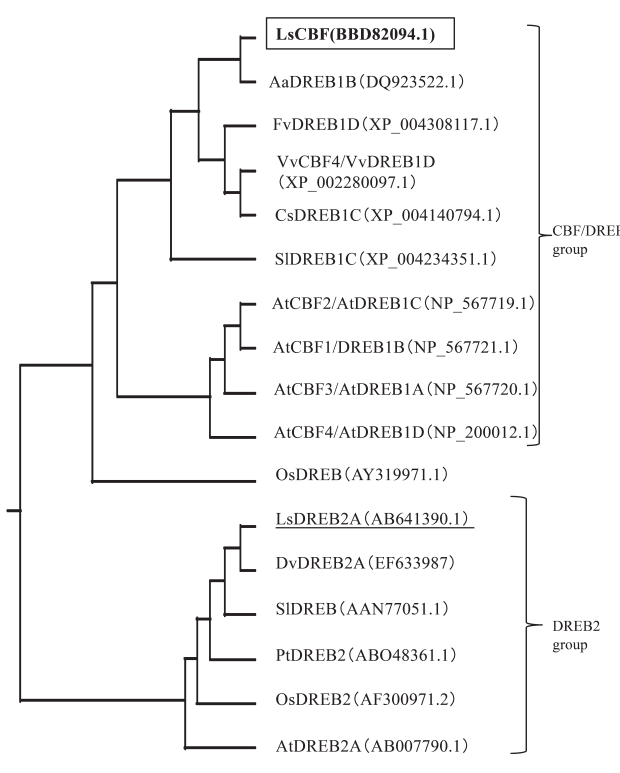 LsCBF(BBD82094.1)
AaDREB1B(DQ923522.1)
FvDREB1D(XP_004308117.1)
VvCBF4/VvDREB1D
(XP_002280097.1)
CsDREB1C(XP_004140794.1)
SlDREB1C(XP_004234351.1)
AtCBF2/AtDREB1C(NP_567719.1)
AtCBF1/DREB1B(NP_567721.1)
AtCBF3/AtDREB1A(NP_567720.1)
AtCBF4/AtDREB1D(NP_200012.1)
CBF/DREB
group
OsDREB(AY319971.1)
LsDREB2A(AB641390.1)
DvDREB2A(EF633987)
SlDREB(AAN77051.1)
PtDREB2(ABO48361.1)
OsDREB2(AF300971.2)
AtDREB2A(AB007790.1)
DREB2
group